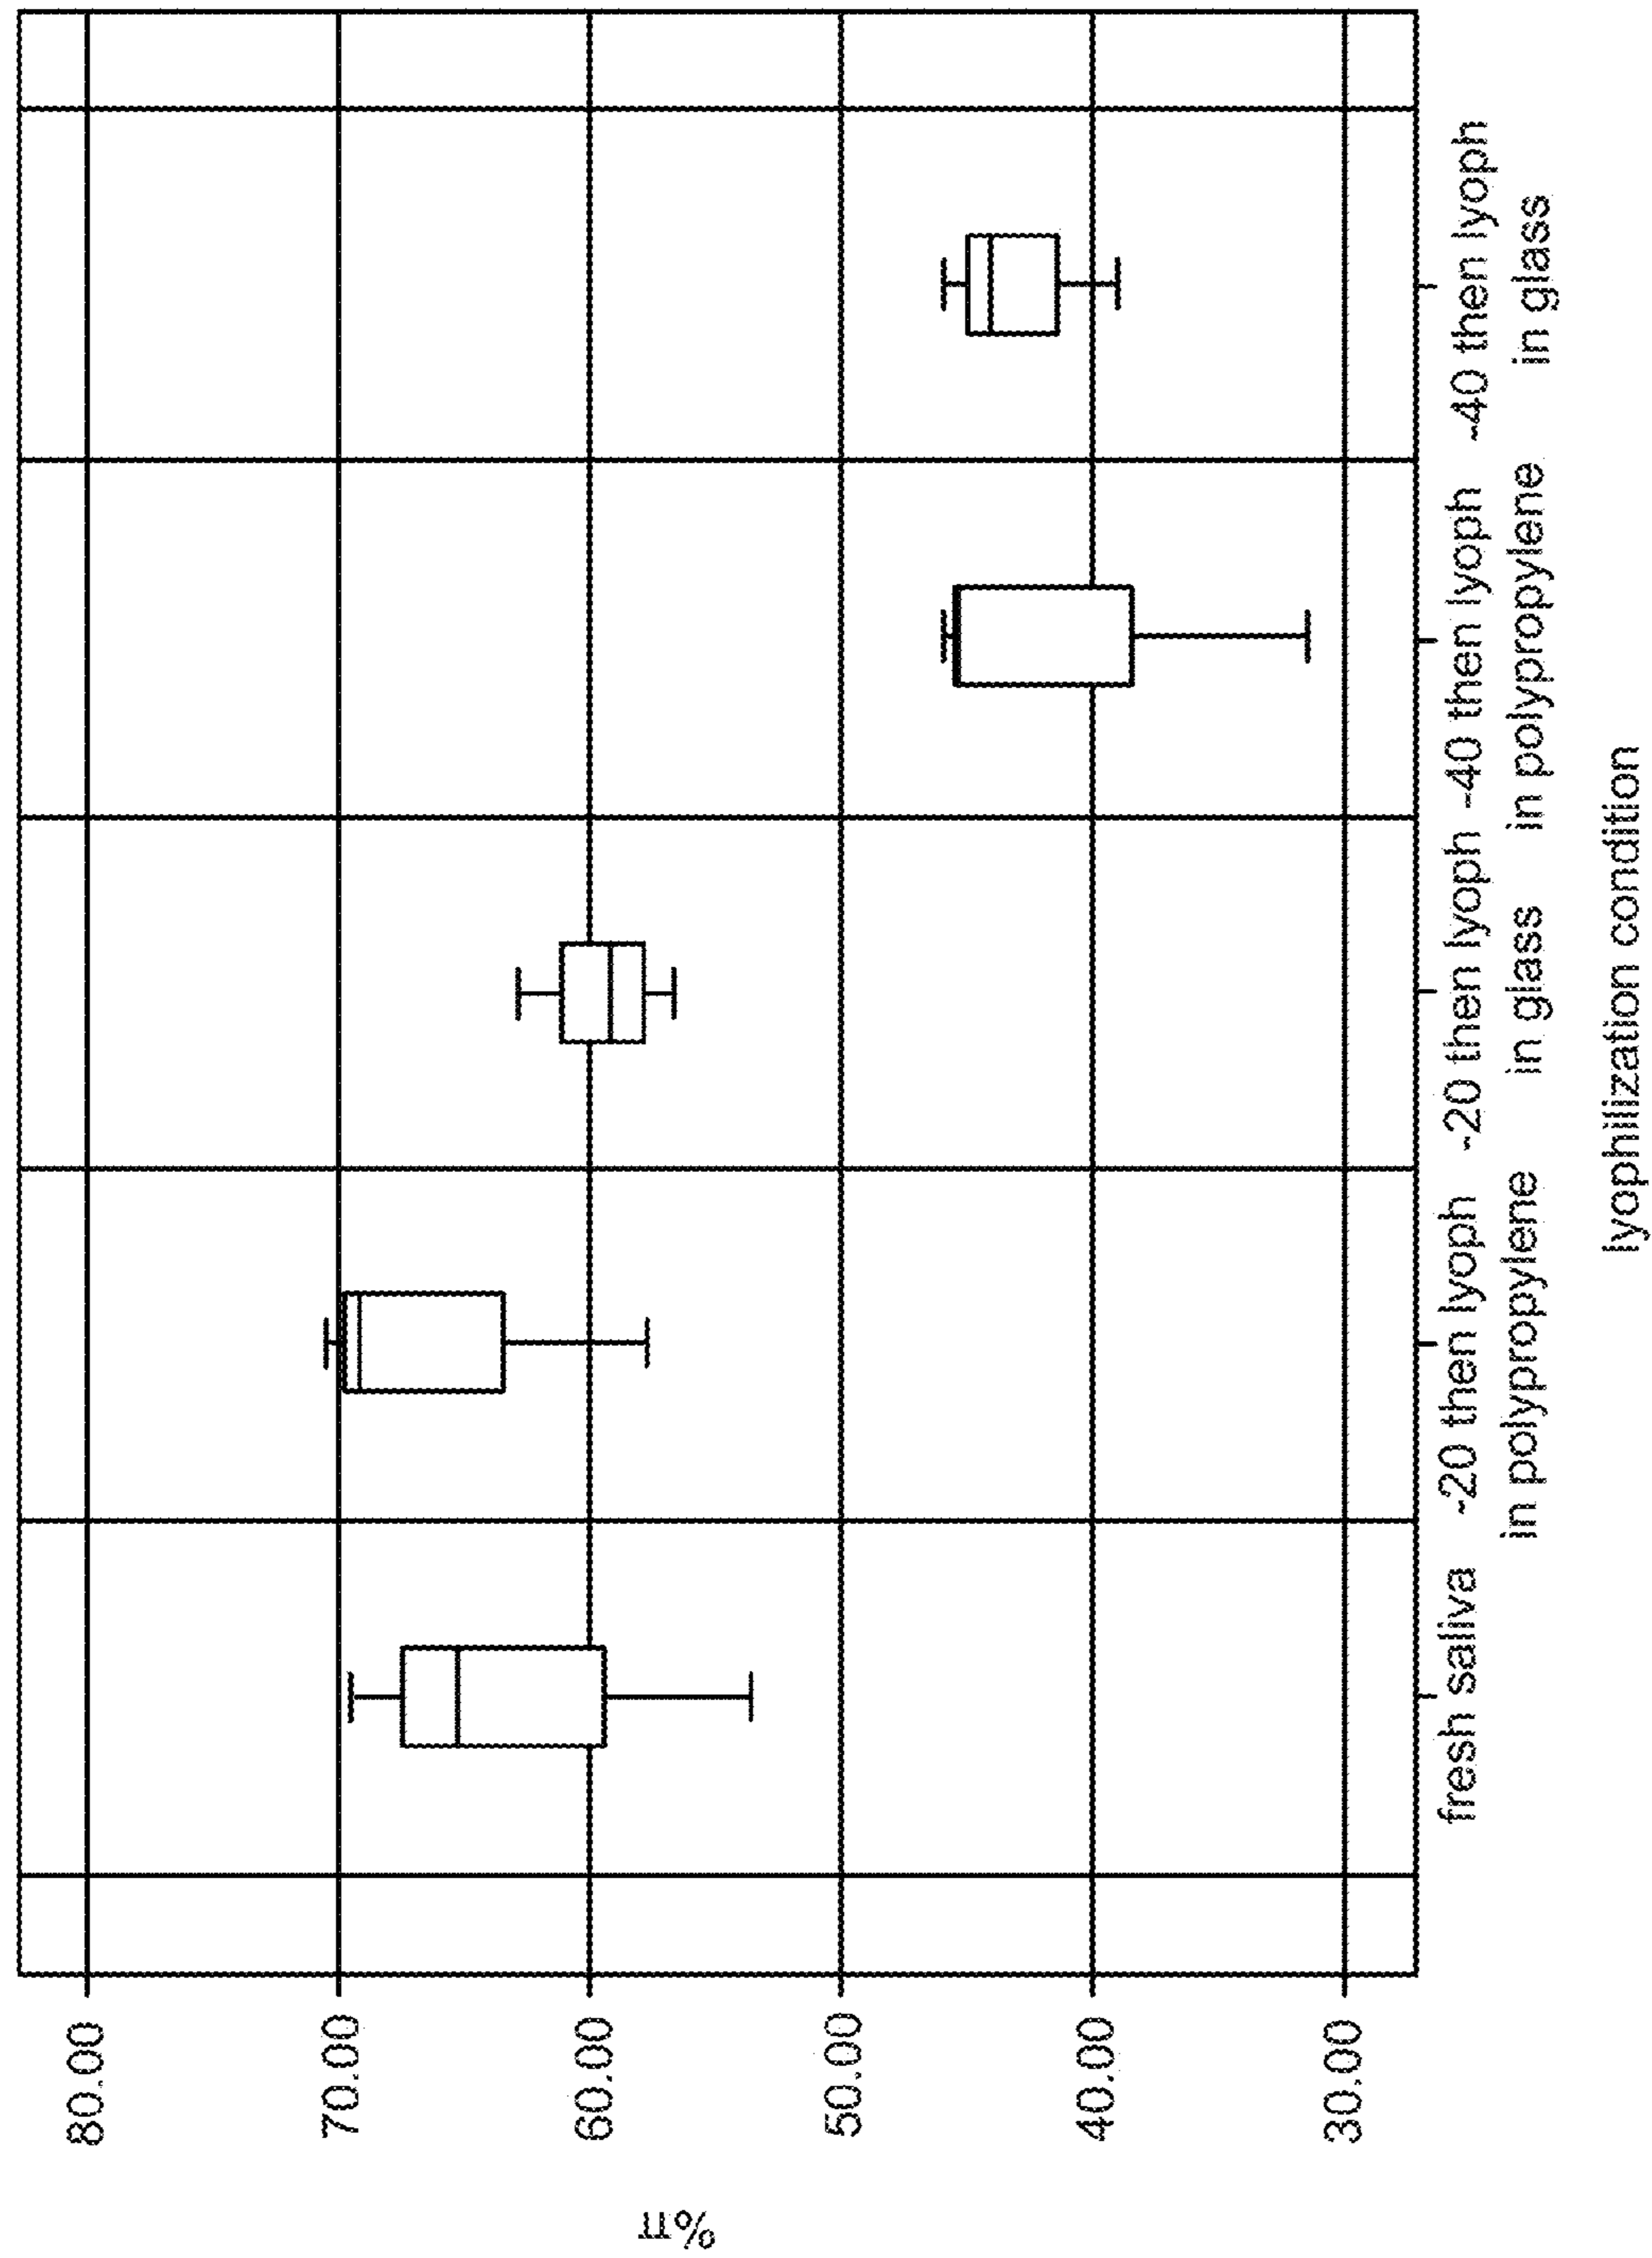 %π
80.00
70.00
60.00
50.00
40.00
30.00
fresh saliva
-20 then lyoph
in polypropylene
-20 then lyoph
in glass
-40 then lyoph
in polypropylene
-40 then lyoph
in glass
lyophilization condition